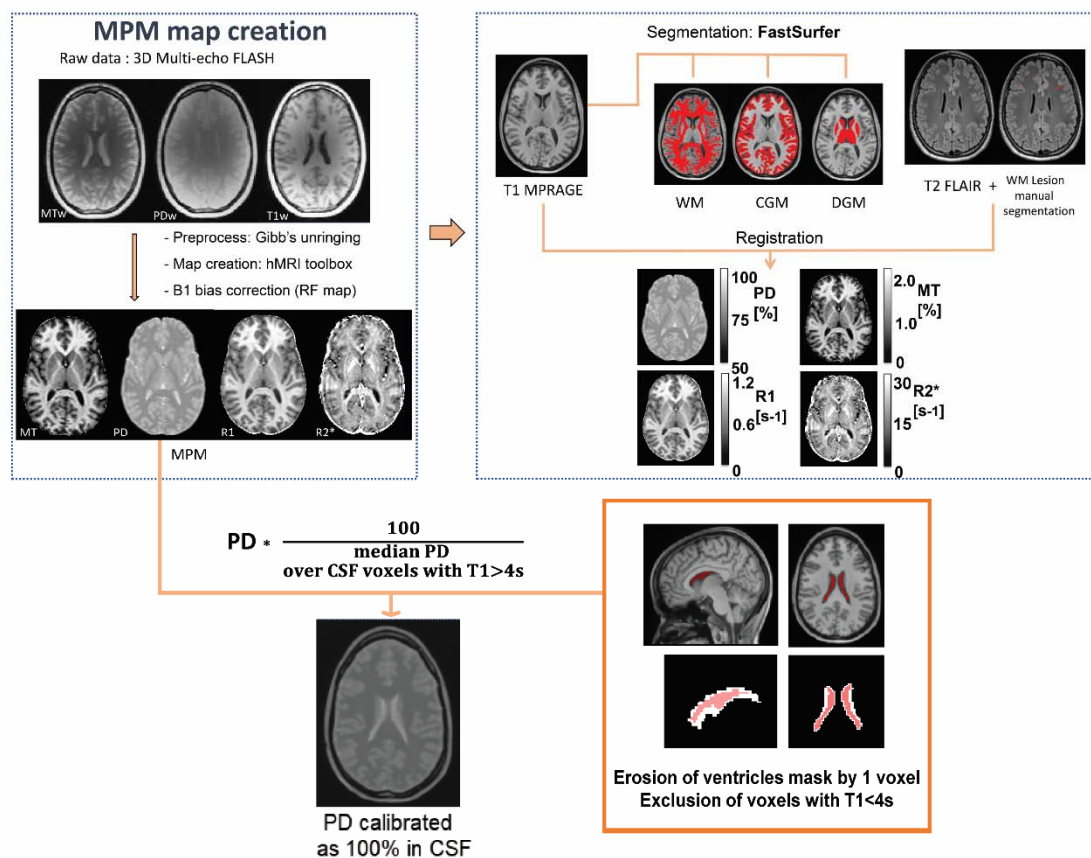 MPM map creation
Raw data : 3D Multi-echo FLASH
MTw
PDw
T1w
- Preprocess: Gibb's unringing
- Map creation: hMRI toolbox
- B1 bias correction (RF map)
MT
PD
R1
R2*
MPM
Segmentation: FastSurfer
T1 MPRAGE
WM
CGM
DGM
T2 FLAIR + WM Lesion
manual
segmentation
Registration
100
PD
[%]
75
50
2.0
MT
[%]
1.0
0
1.2
R1
0.6 [s-1]
0
30
R2*
[s-1]
15
0
PD * 100
median PD
over CSF voxels with T1>4s
PD calibrated
as 100% in CSF
Erosion of ventricles mask by 1 voxel
Exclusion of voxels with T1<4s